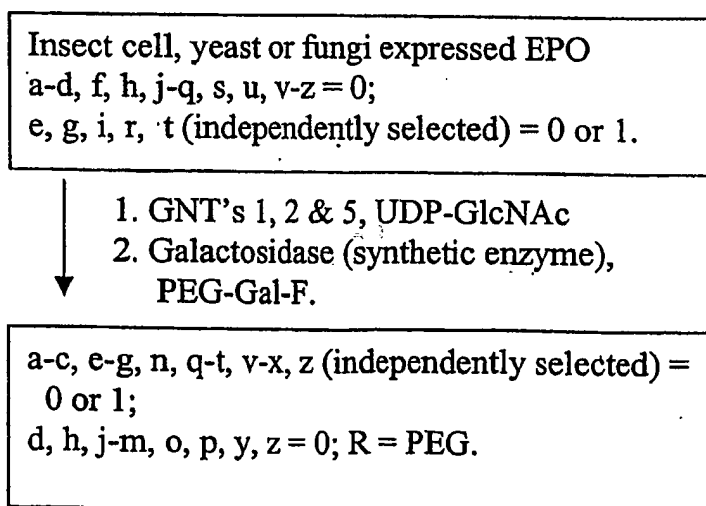 Insect cell, yeast or fungi expressed EPO
a-d, f, h, j-q, s, u, v-z = 0;
e, g, i, r, t (independently selected) = 0 or 1.
1. GNT's 1, 2 & 5, UDP-GlcNAc
2. Galactosidase (synthetic enzyme),
PEG-Gal-F.
a-c, e-g, n, q-t, v-x, z (independently selected) =
0 or 1;
d, h, j-m, o, p, y, z = 0; R = PEG.